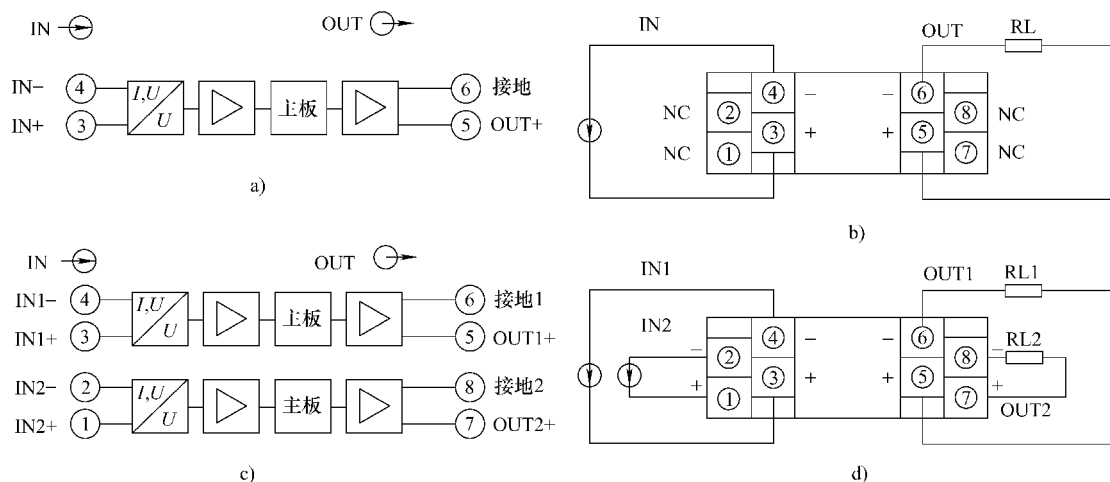 IN
OUT
IN- ④ I,U U 主板 ⑥ 接地
IN+ ③ ⑤ OUT+
a)
IN OUT RL
④ - - ⑥
NC ② ⑧ NC
③ + + ⑤
NC ① ⑦ NC
b)
IN OUT
IN1- ④ I,U U 主板 ⑥ 接地1
IN1+ ③ ⑤ OUT1+
IN2- ② I,U U 主板 ⑧ 接地2
IN2+ ① ⑦ OUT2+
c)
IN1 OUT1 RL1
IN2 RL2
④ - - ⑥
- ② ⑧ -
③ + + ⑤
+ ① ⑦ +
OUT2
d)